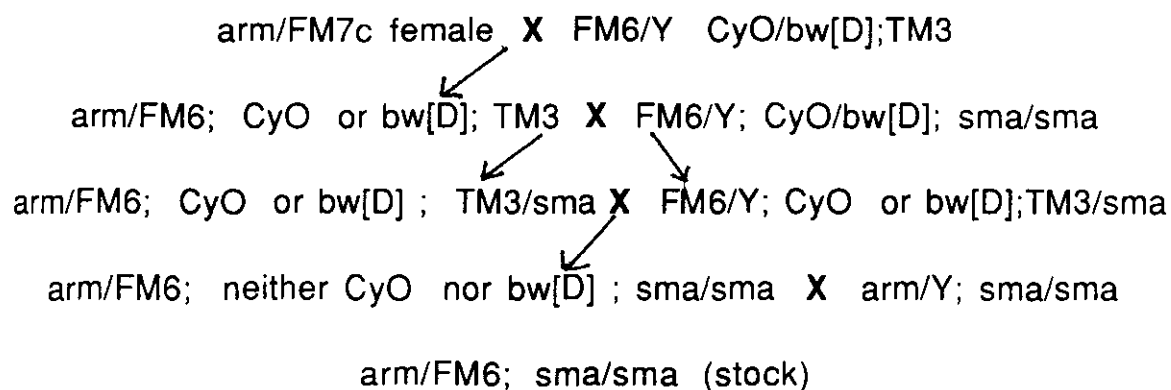 arm/FM7c female X FM6/Y CyO/bw[D];TM3
arm/FM6; CyO or bw[D]; TM3 X FM6/Y; CyO/bw[D]; sma/sma
arm/FM6; CyO or bw[D] ; TM3/sma X FM6/Y; CyO or bw[D];TM3/sma
arm/FM6; neither CyO nor bw[D] ; sma/sma X arm/Y; sma/sma
arm/FM6; sma/sma (stock)